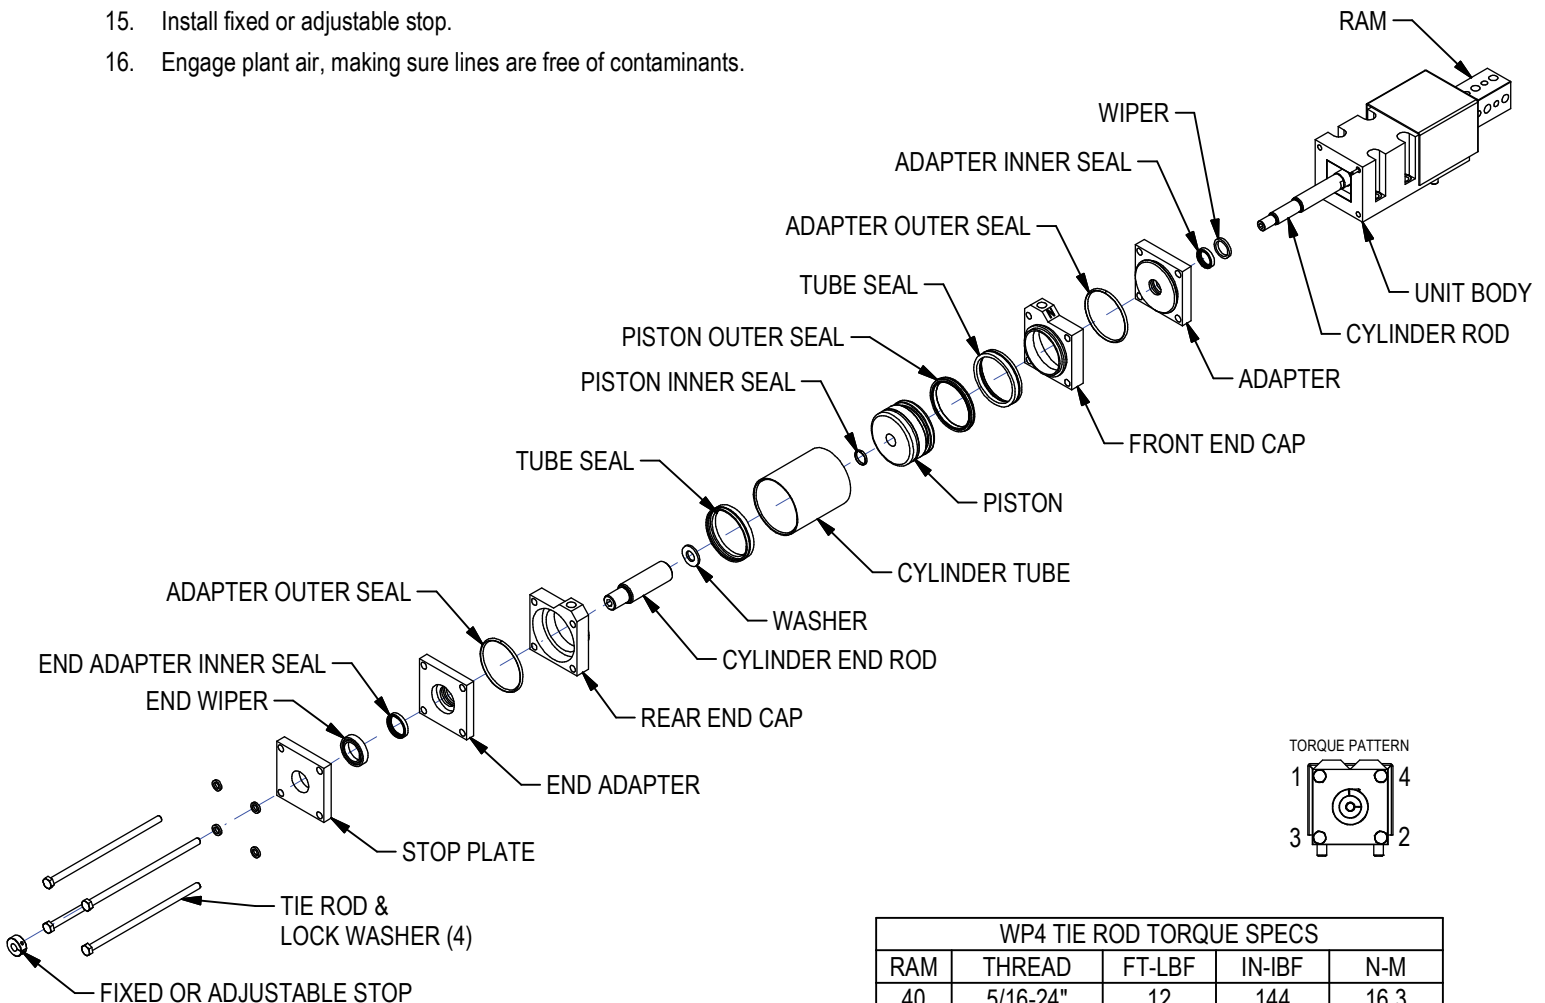 15. Install fixed or adjustable stop.
16. Engage plant air, making sure lines are free of contaminants.
RAM
WIPER
ADAPTER INNER SEAL
ADAPTER OUTER SEAL
TUBE SEAL
UNIT BODY
PISTON OUTER SEAL
CYLINDER ROD
PISTON INNER SEAL
ADAPTER
FRONT END CAP
TUBE SEAL
PISTON
CYLINDER TUBE
ADAPTER OUTER SEAL
WASHER
END ADAPTER INNER SEAL
CYLINDER END ROD
END WIPER
REAR END CAP
END ADAPTER
TORQUE PATTERN
1 4
3 2
STOP PLATE
TIE ROD &
LOCK WASHER (4)
FIXED OR ADJUSTABLE STOP
WP4 TIE ROD TORQUE SPECS
RAM THREAD FT-LBF IN-IBF N-M
40 5/16-24" 12 144 16.3